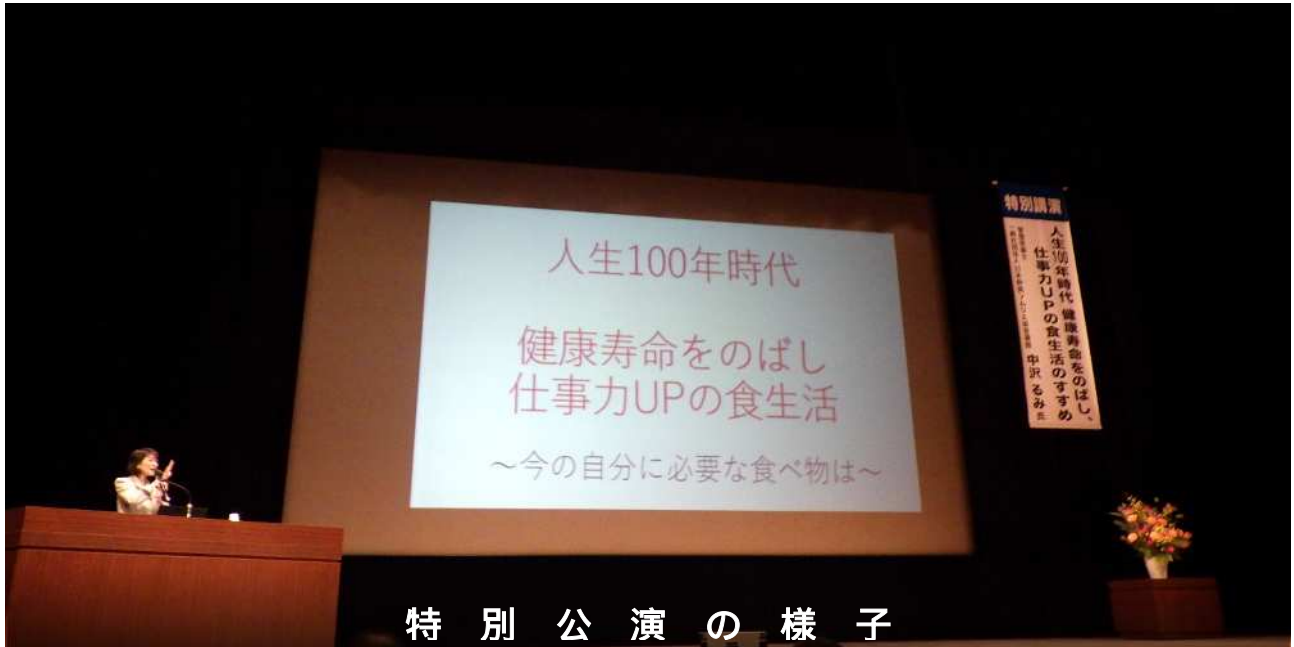 人生100年時代
健康寿命をのばし
仕事力UPの食生活
～今の自分に必要な食べ物は～
特別講演
人生100年時代 健康寿命をのばし、
仕事力UPの食生活のすすめ
中沢 るみ 氏
特別公演の様子